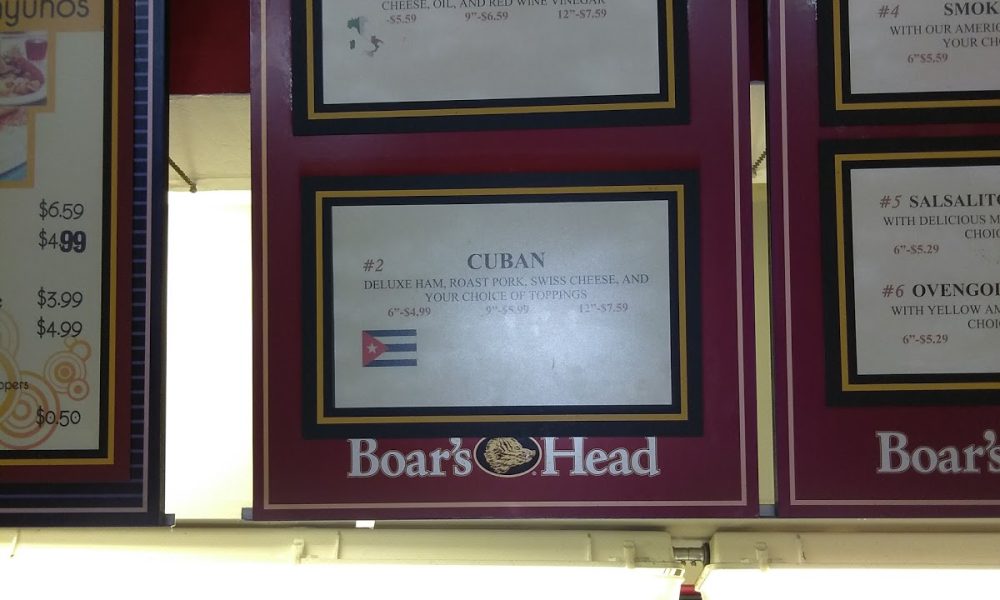 $6.59
$4.99
$3.99
$4.99
$0.50
CHEESE, OIL, AND RED WINE VINEGAR
-$5.59 9"-$6.59 12"-$7.59
#2 CUBAN
DELUXE HAM, ROAST PORK, SWISS CHEESE, AND
YOUR CHOICE OF TOPPINGS
6"-$4.99 9"-$5.99 12"-$7.59
Boar's Head
#4 SMOK
WITH OUR AMERIC
YOUR CHO
6"$5.59
#5 SALSALITO
WITH DELICIOUS M
CHOIC
6"-$5.29
#6 OVENGOL
WITH YELLOW AM
CHOIC
6"-$5.29
Boar's